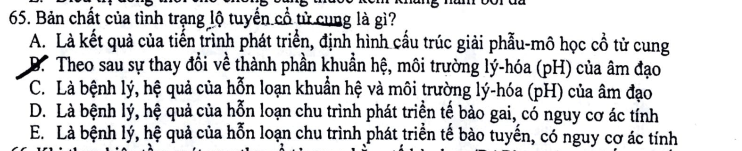 65. Bản chất của tình trạng lộ tuyến cổ tử cung là gì?
A. Là kết quả của tiến trình phát triển, định hình cấu trúc giải phẫu-mô học cổ tử cung
B. Theo sau sự thay đổi về thành phần khuẩn hệ, môi trường lý-hóa (pH) của âm đạo
C. Là bệnh lý, hệ quả của hỗn loạn khuẩn hệ và môi trường lý-hóa (pH) của âm đạo
D. Là bệnh lý, hệ quả của hỗn loạn chu trình phát triển tế bào gai, có nguy cơ ác tính
E. Là bệnh lý, hệ quả của hỗn loạn chu trình phát triển tế bào tuyến, có nguy cơ ác tính